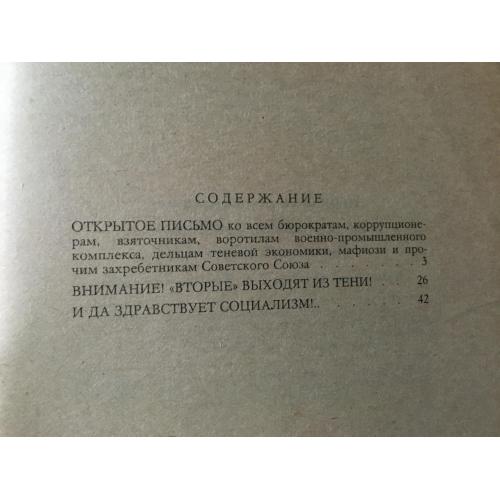 СОДЕРЖАНИЕ
ОТКРЫТОЕ ПИСЬМО ко всем бюрократам, коррупционе-
рам, взяточникам, воротилам военно-промышленного
комплекса, дельцам теневой экономики, мафиози и про-
чим захребетникам Советского Союза . . . . . . . . 3
ВНИМАНИЕ! «ВТОРЫЕ» ВЫХОДЯТ ИЗ ТЕНИ! . . . 26
И ДА ЗДРАВСТВУЕТ СОЦИАЛИЗМ!.. . . . . . . . 42